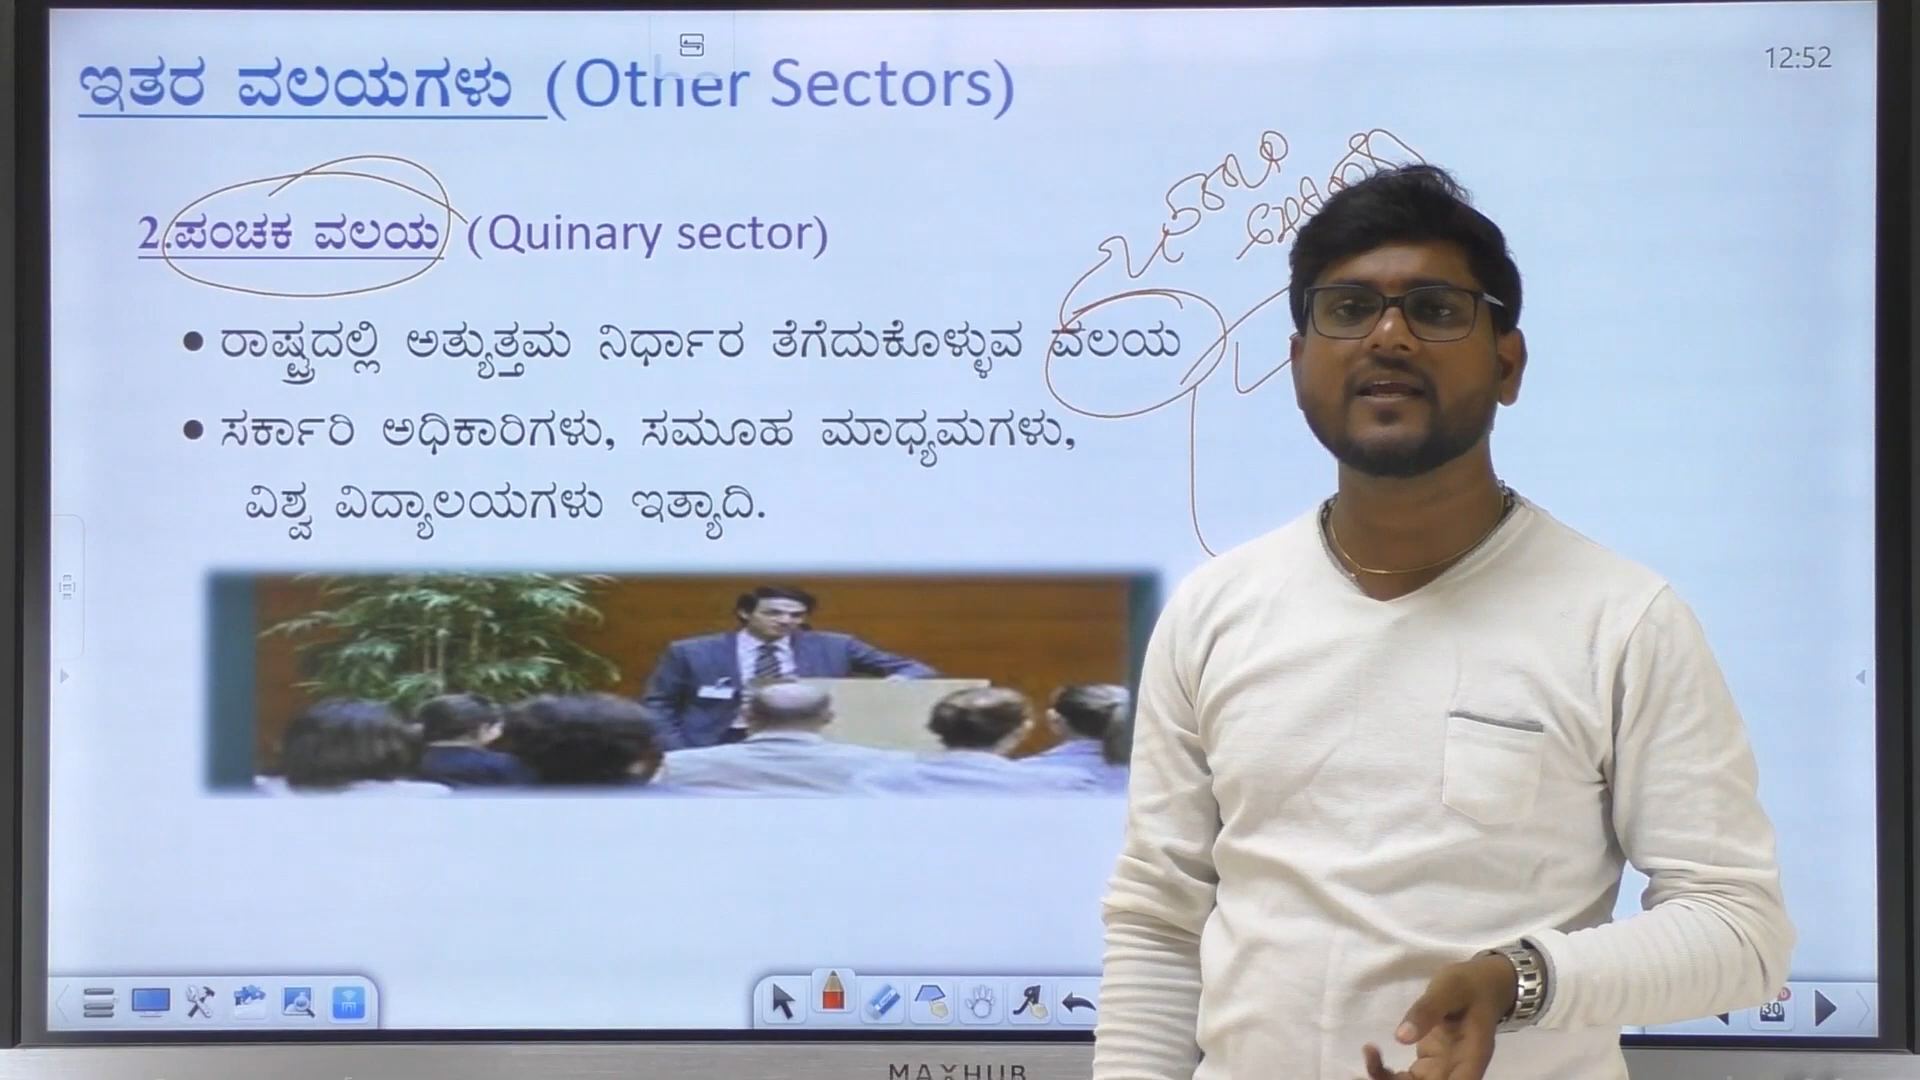 ಇತರ ವಲಯಗಳು (Other Sectors)
12:52
2.ಪಂಚಕ ವಲಯ (Quinary sector)
• ರಾಷ್ಟ್ರದಲ್ಲಿ ಅತ್ಯುತ್ತಮ ನಿರ್ಧಾರ ತೆಗೆದುಕೊಳ್ಳುವ ವಲಯ
• ಸರ್ಕಾರಿ ಅಧಿಕಾರಿಗಳು, ಸಮೂಹ ಮಾಧ್ಯಮಗಳು,
ವಿಶ್ವ ವಿದ್ಯಾಲಯಗಳು ಇತ್ಯಾದಿ.
30
MAXHUB